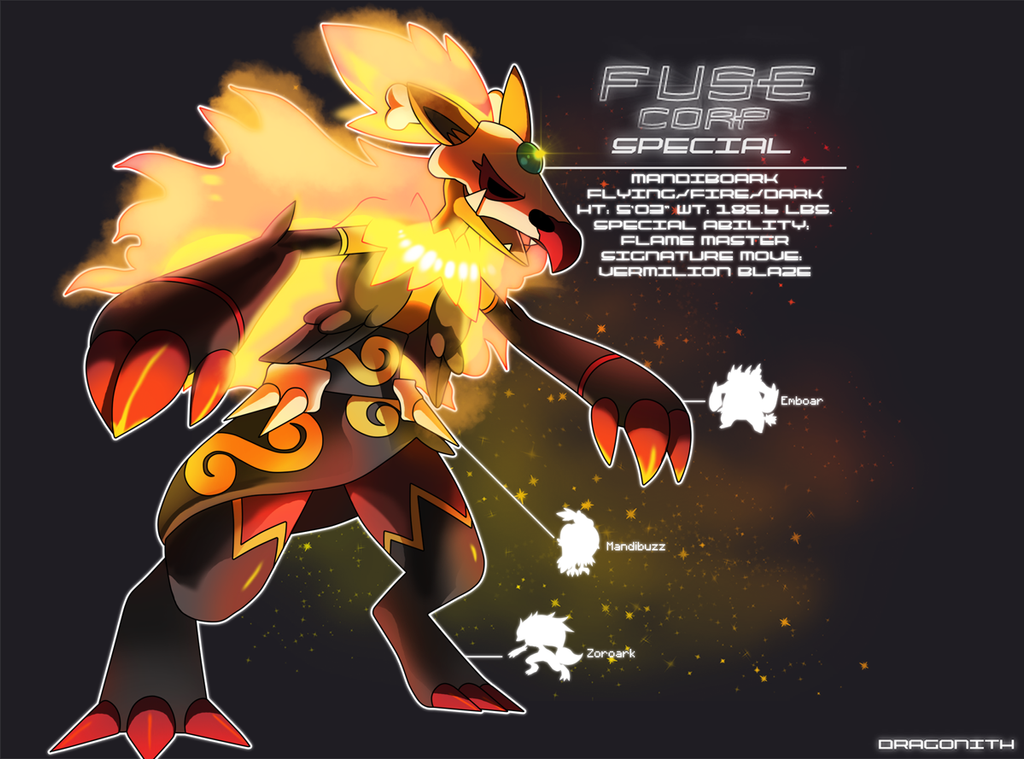 FUSE
CORP
SPECIAL
MANDIBOARK
FLYING/FIRE/DARK
HT: 5'03" WT: 185.6 LBS.
SPECIAL ABILITY:
FLAME MASTER
SIGNATURE MOVE:
VERMILION BLAZE
Emboar
Mandibuzz
Zoroark
DRAGONITH